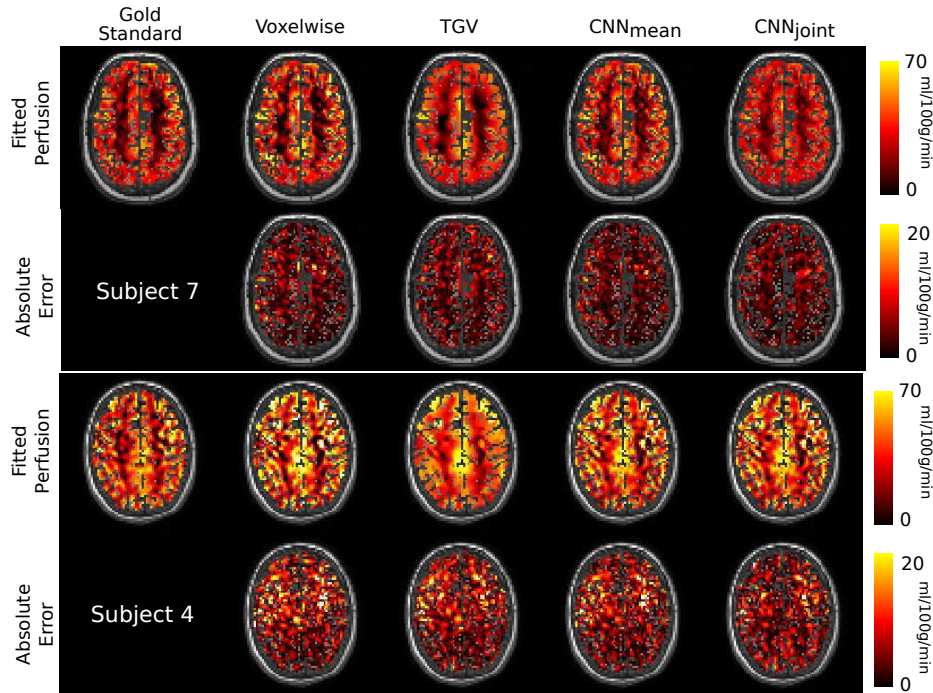 Gold
Standard
Voxelwise
TGV
CNNmean
CNNjoint
Fitted
Perfusion
70
ml/100g/min
0
Absolute
Error
Subject 7
20
ml/100g/min
0
Fitted
Perfusion
70
ml/100g/min
0
Absolute
Error
Subject 4
20
ml/100g/min
0